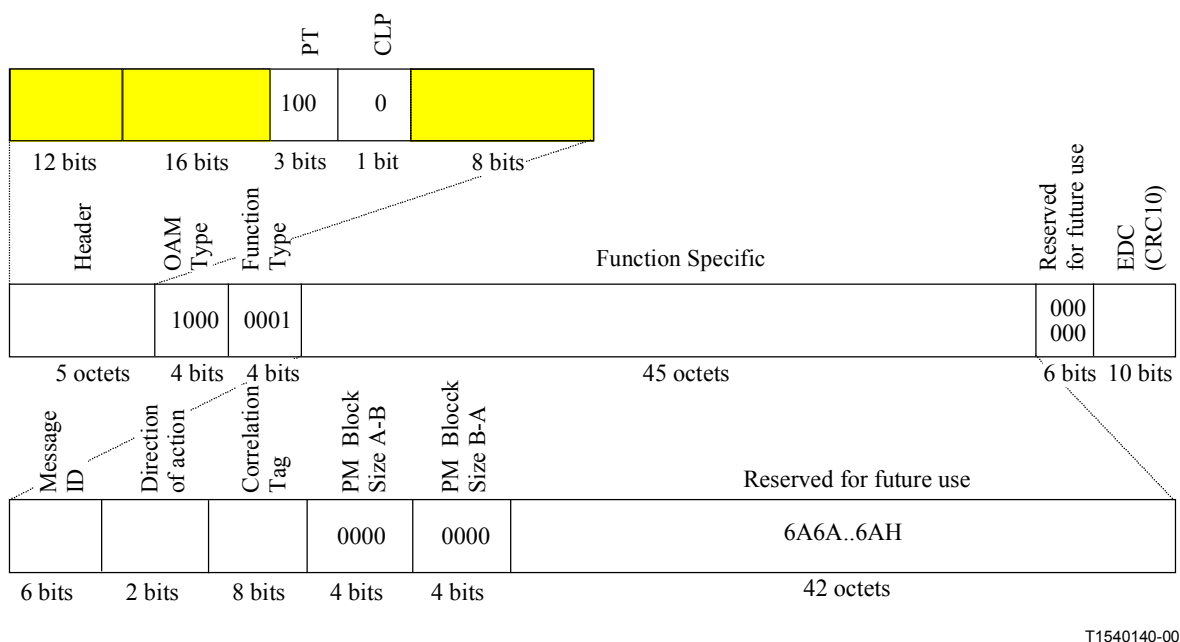 PT
CLP
100
0
12 bits
16 bits
3 bits
1 bit
8 bits
Header
OAM
Type
Function
Type
Function Specific
Reserved
for future use
EDC
(CRC10)
1000
0001
000
000
5 octets
4 bits
4 bits
45 octets
6 bits
10 bits
Message
ID
Direction
of action
Correlation
Tag
PM Block
Size A-B
PM Blocck
Size B-A
Reserved for future use
0000
0000
6A6A..6AH
6 bits
2 bits
8 bits
4 bits
4 bits
42 octets
T1540140-00